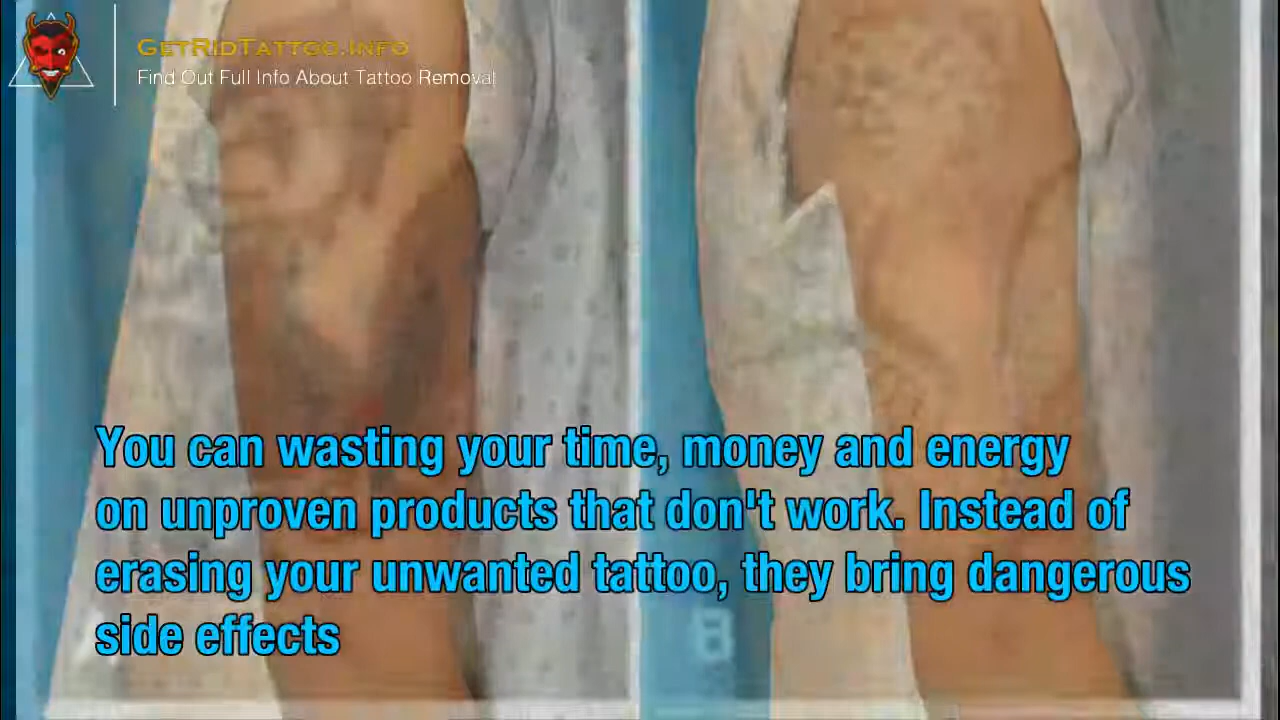 GetRidTattoo.Info
Find Out Full Info About Tattoo Removal
You can wasting your time, money and energy
on unproven products that don't work. Instead of
erasing your unwanted tattoo, they bring dangerous
side effects
B